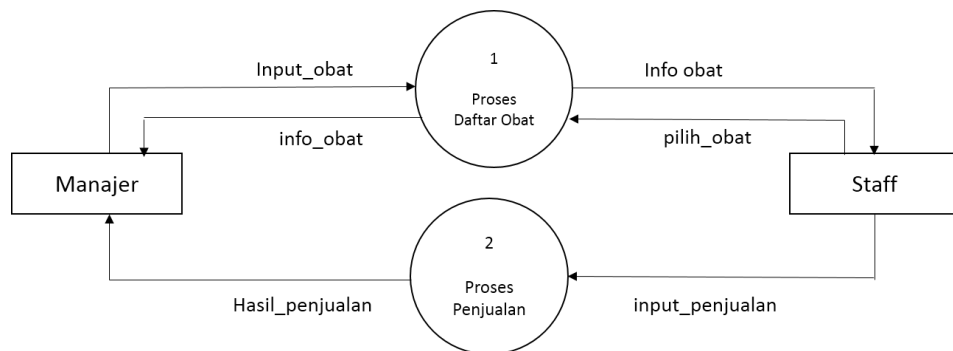 Input_obat
1
Proses
Daftar Obat
Info obat
info_obat
pilih_obat
Manajer
Staff
2
Proses
Penjualan
Hasil_penjualan
input_penjualan